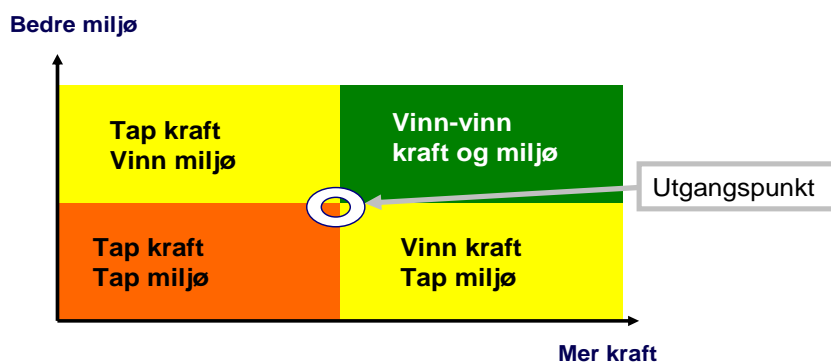 Bedre miljø
Tap kraft
Vinn miljø
Vinn-vinn
kraft og miljø
Utgangspunkt
Tap kraft
Tap miljø
Vinn kraft
Tap miljø
Mer kraft